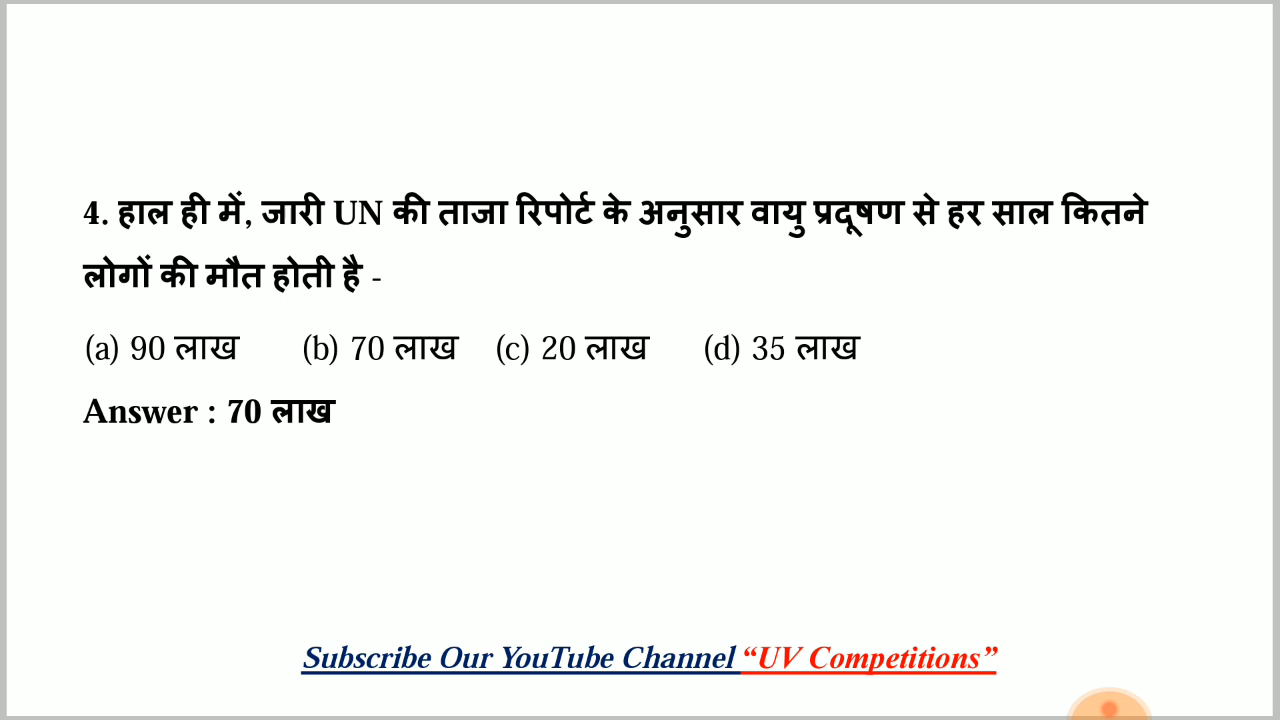 4. हाल ही में, जारी UN की ताजा रिपोर्ट के अनुसार वायु प्रदूषण से हर साल कितने
लोगों की मौत होती है -
(a) 90 लाख (b) 70 लाख (c) 20 लाख (d) 35 लाख
Answer : 70 लाख
Subscribe Our YouTube Channel “UV Competitions”